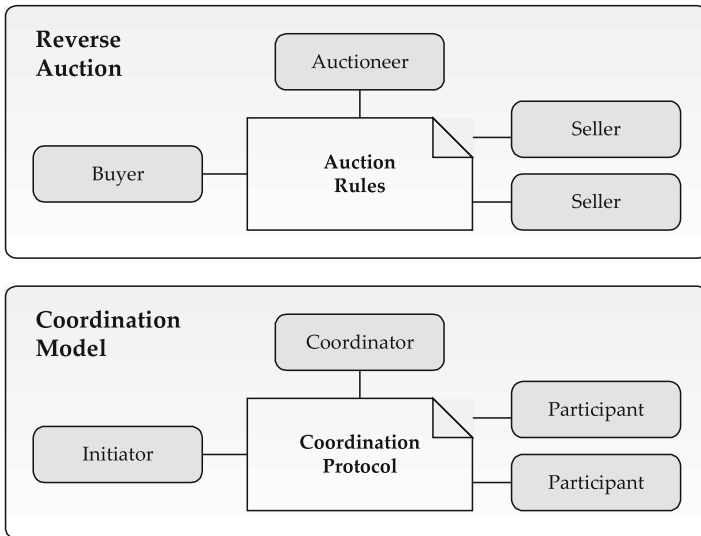 Reverse
Auction
Auctioneer
Seller
Buyer
Auction
Rules
Seller
Coordination
Model
Coordinator
Participant
Initiator
Coordination
Protocol
Participant